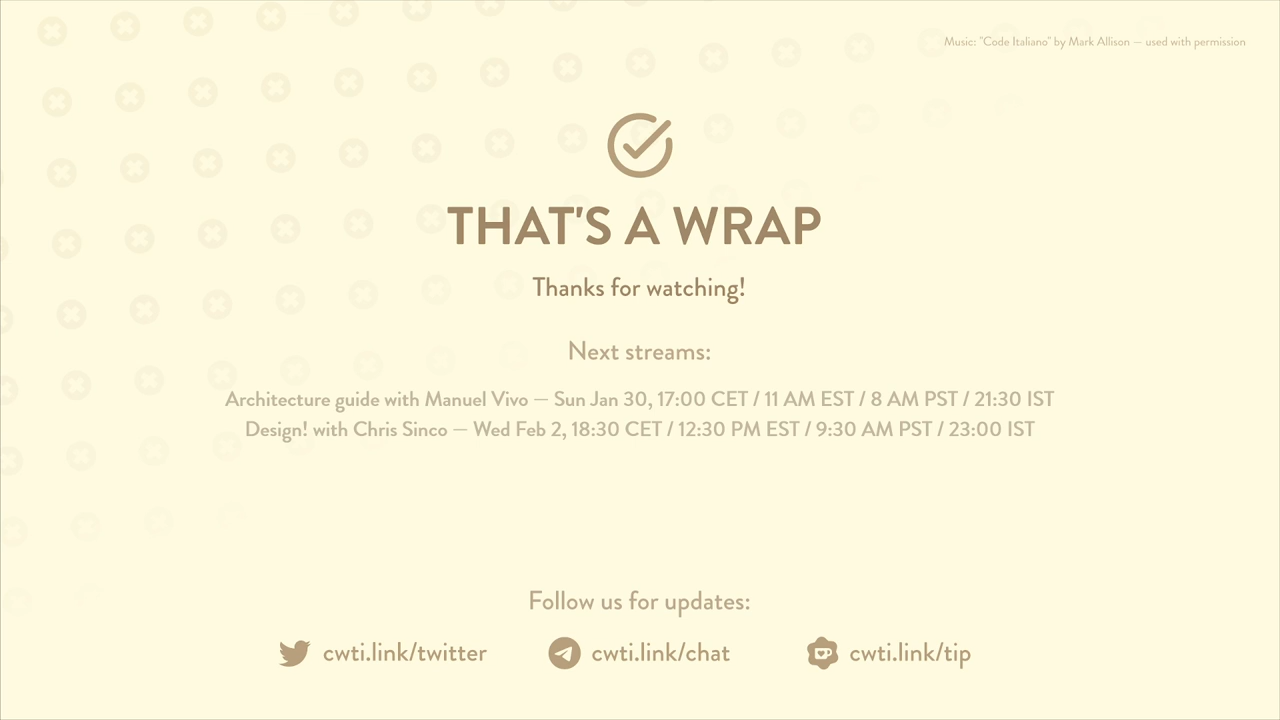 Music: "Code Italiano" by Mark Allison — used with permission
THAT'S A WRAP
Thanks for watching!
Next streams:
Architecture guide with Manuel Vivo — Sun Jan 30, 17:00 CET / 11 AM EST / 8 AM PST / 21:30 IST
Design! with Chris Sinco — Wed Feb 2, 18:30 CET / 12:30 PM EST / 9:30 AM PST / 23:00 IST
Follow us for updates:
cwti.link/twitter cwti.link/chat cwti.link/tip